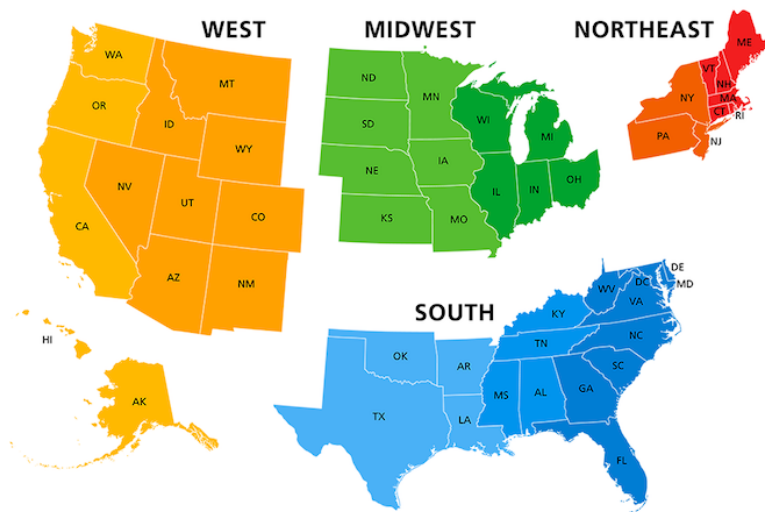 WEST
MIDWEST
NORTHEAST
WA
MT
OR
ID
WY
NV
UT
CO
CA
AZ
NM
HI
AK
ND
MN
SD
WI
MI
NE
IA
IL
IN
OH
KS
MO
ME
VT
NH
NY
MA
CT
RI
PA
NJ
SOUTH
DE
WV
DC
MD
VA
KY
NC
TN
OK
AR
SC
MS
AL
GA
TX
LA
FL